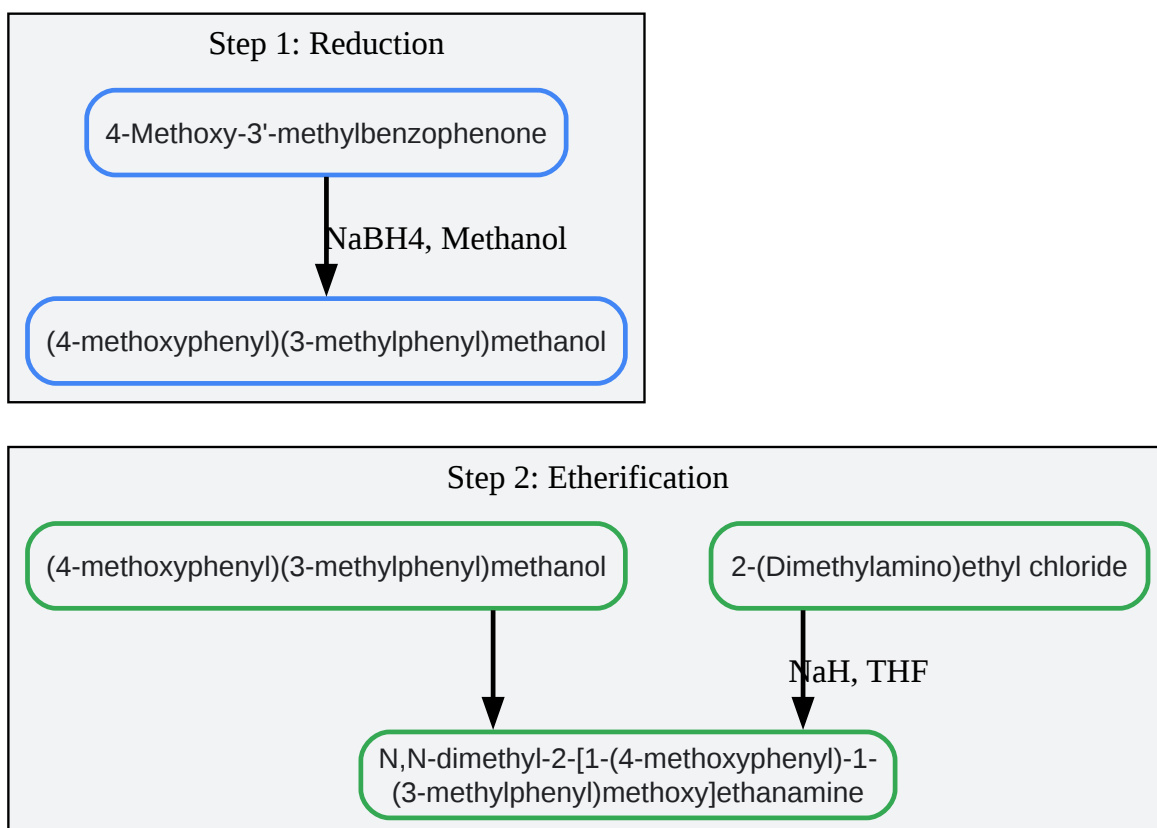 Step 1: Reduction
4-Methoxy-3'-methylbenzophenone
NaBH4, Methanol
(4-methoxyphenyl)(3-methylphenyl)methanol
Step 2: Etherification
(4-methoxyphenyl)(3-methylphenyl)methanol
2-(Dimethylamino)ethyl chloride
NaH, THF
N,N-dimethyl-2-[1-(4-methoxyphenyl)-1-
(3-methylphenyl)methoxy]ethanamine